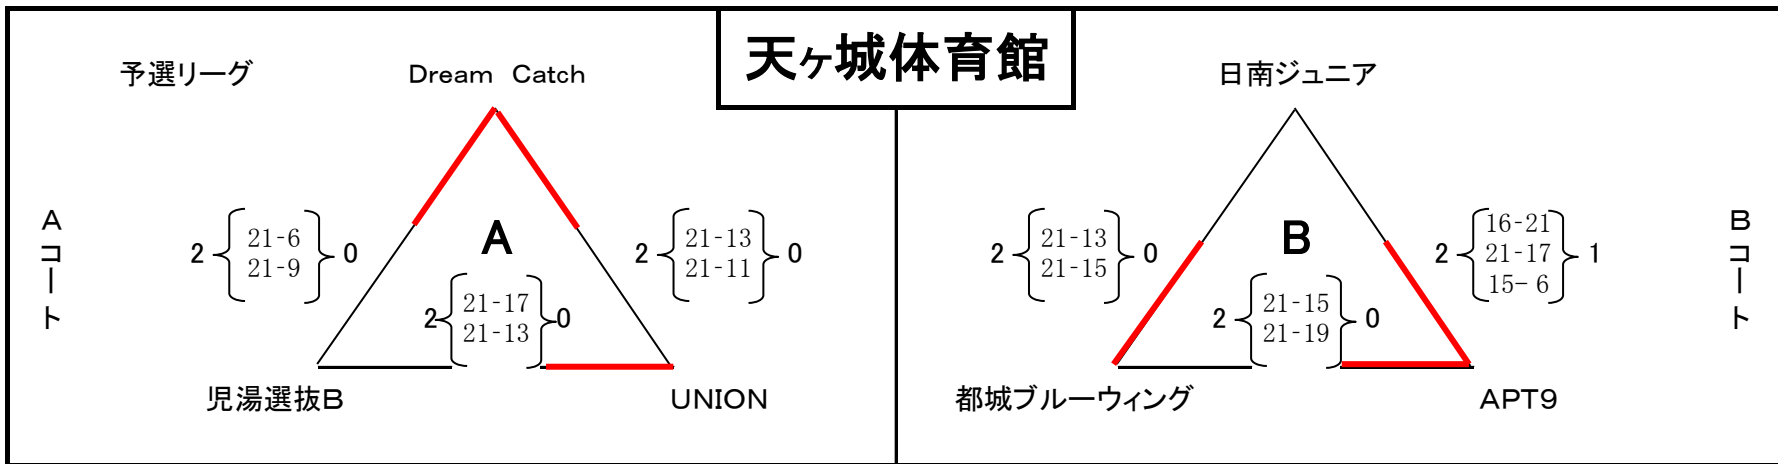 天ヶ城体育館
予選リーグ
Dream Catch
Aコート
A
2 21-6 0
21-9
2 21-13 0
21-11
2 21-17 0
21-13
児湯選抜B
UNION
日南ジュニア
Bコート
B
2 21-13 0
21-15
2 16-21 1
21-17
15-6
2 21-15 0
21-19
都城ブルーウィング
APT9